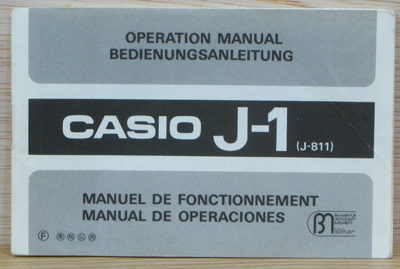 OPERATION MANUAL
BEDIENUNGSANLEITUNG
CASIO J-1 (J-811)
MANUEL DE FONCTIONNEMENT
MANUAL DE OPERACIONES
F